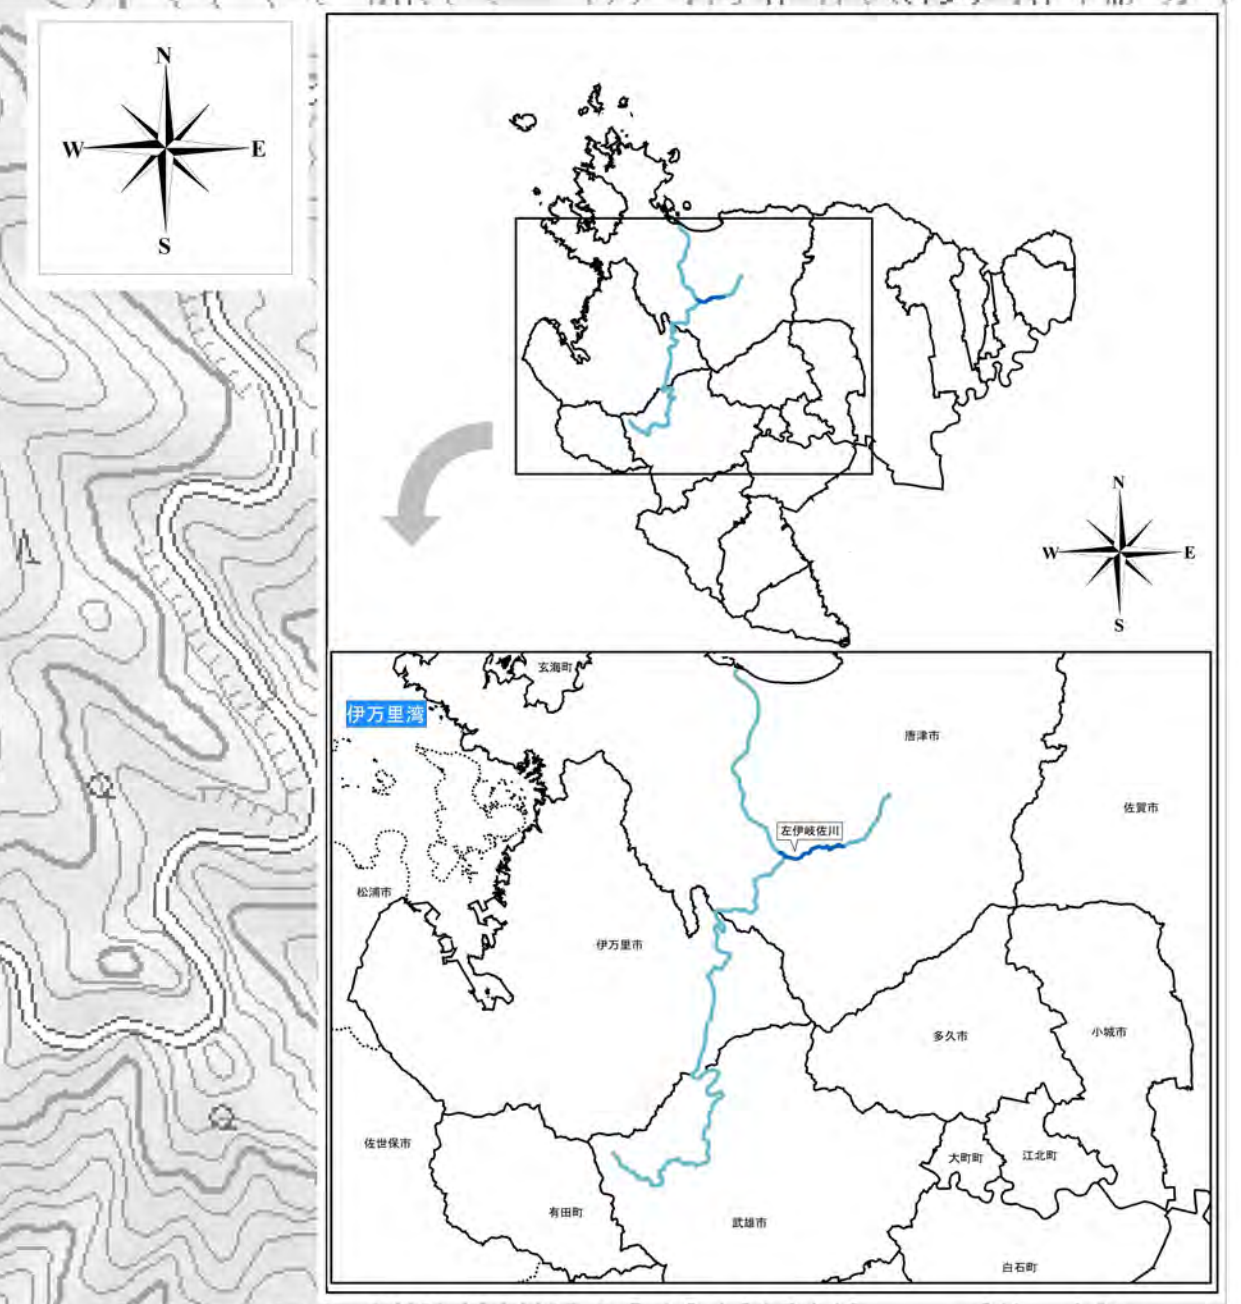 N
W
E
S
N
W
E
S
玄海町
伊万里湾
唐津市
佐賀市
左伊岐佐川
松浦市
伊万里市
多久市
小城市
佐世保市
大町町
江北町
有田町
武雄市
白石町